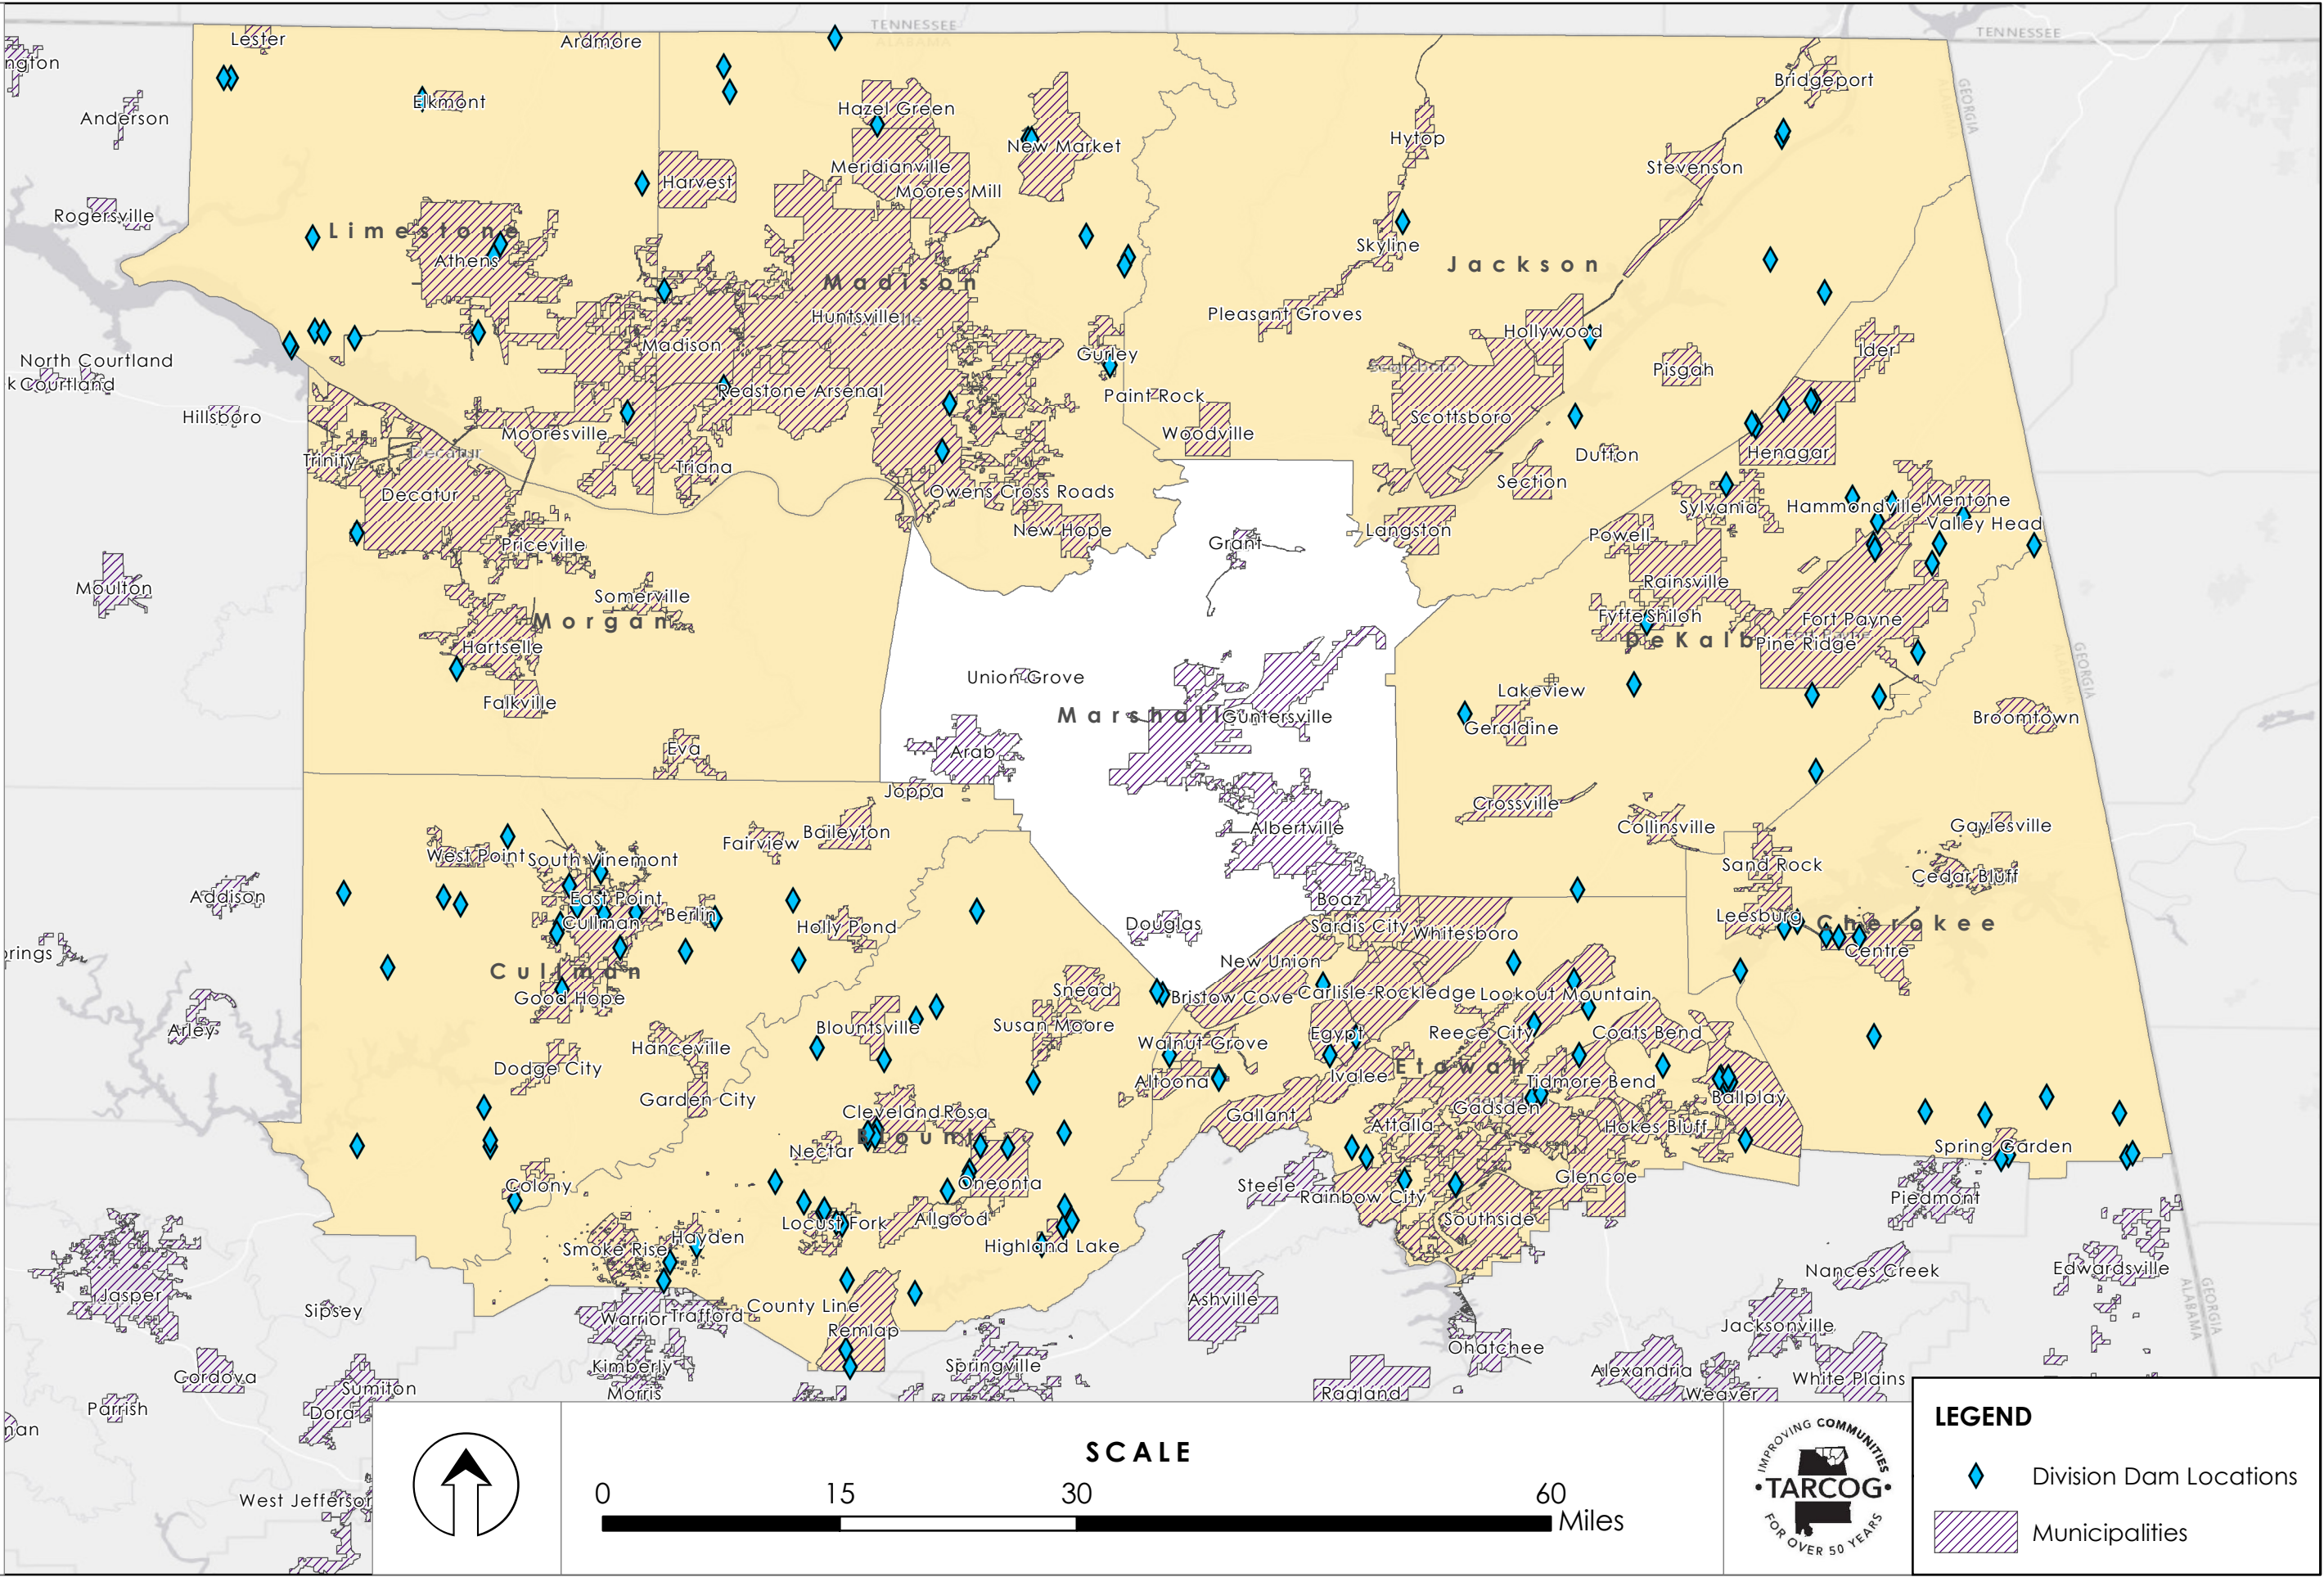 TENNESSEE
ALABAMA
TENNESSEE
Lester
Ardmore
Anderson
Elkmont
Hazel Green
Bridgeport
GEORGIA
ALABAMA
New Market
Hytop
Meridianville
Stevenson
Harvest
Moores Mill
Rogersville
Limestone
Athens
Skyline
Jackson
Madison
Pleasant Groves
Huntsville
Hollywood
Madison
Gurley
Ider
North Courtland
Courtland
Scottsboro
Pisgah
Redstone Arsenal
Paint Rock
Hillsboro
Scottsboro
Mooresville
Woodville
Trinity
Decatur
Triana
Dutton
Henagar
Decatur
Owens Cross Roads
Section
Sylvania
Hammondville
Mentone
Valley Head
New Hope
Langston
Powell
Priceville
Grant
Moulton
Somerville
Rainsville
Morgan
Fyffe
Shiloh
Fort Payne
DeKalb
Pine Ridge
Hartselle
Union Grove
GEORGIA
ALABAMA
Falkville
Lakeview
Marshall
Guntersville
Geraldine
Broomtown
Eva
Arab
Joppa
Crossville
Fairview
Baileyton
Albertville
Collinsville
Gaylesville
West Point
South Vinemont
Sand Rock
Cedar Bluff
Addison
East Point
Boaz
Berlin
Cullman
Holly Pond
Douglas
Sardis City
Whitesboro
Leesburg
Cherokee
Centre
Cullman
New Union
Good Hope
Snead
Bristow Cove
Carlisle-Rockledge
Lookout Mountain
Arley
Blountsville
Susan Moore
Egypt
Reece City
Coats Bend
Hanceville
Walnut Grove
Dodge City
Etowah
Ivalee
Altoona
Tidmore Bend
Garden City
Ballplay
Cleveland
Rosa
Gallant
Gadsden
Attalla
Hokes Bluff
Blount
Nectar
Spring Garden
Colony
Oneonta
Steele
Rainbow City
Glencoe
Piedmont
Locust Fork
Allgood
Southside
Smoke Rise
Hayden
Highland Lake
Nances Creek
Edwardsville
Jasper
Sipsey
County Line
Ashville
Warrior
Trafford
Remlap
Jacksonville
GEORGIA
ALABAMA
Ohatchee
Kimberly
Springville
Alexandria
Cordova
Sumiton
Morris
Ragland
Weaver
White Plains
Parrish
Dora
West Jefferson
SCALE
0 15 30 60
Miles
IMPROVING COMMUNITIES
•TARCOG•
FOR OVER 50 YEARS
LEGEND
Division Dam Locations
Municipalities